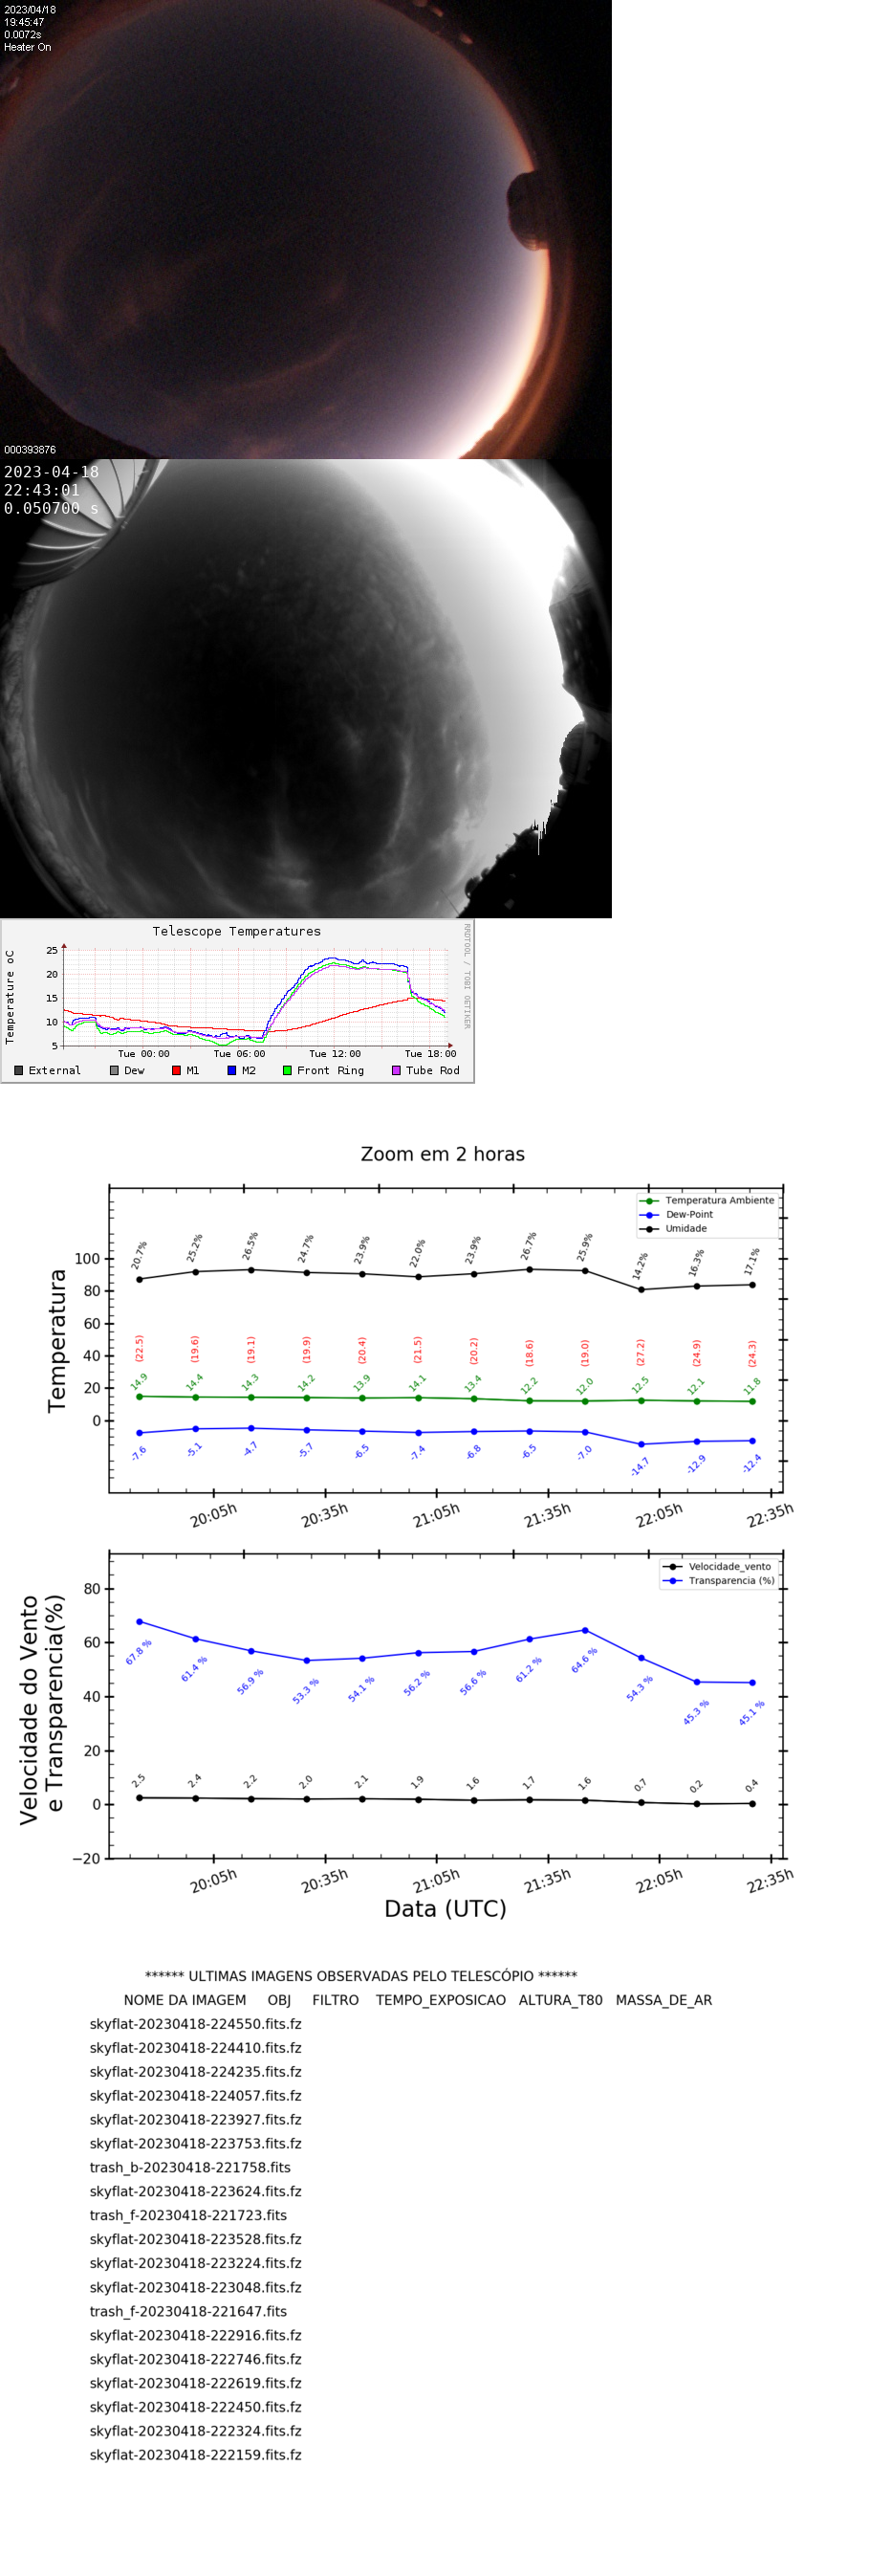 2023/04/18
19:45:47
0.0072s
Heater On
000393876
2023-04-18
22:43:01
0.050700 s
Telescope Temperatures
RRDTOOL / TOBI OETIKER
Temperature oC
25
20
15
10
5
Tue 00:00 Tue 06:00 Tue 12:00 Tue 18:00
External Dew M1 M2 Front Ring Tube Rod
Zoom em 2 horas
Temperatura Ambiente
Dew-Point
Umidade
Temperatura
100
80
60
40
20
0
20.7% 25.2% 26.5% 24.7% 23.9% 22.0% 23.9% 26.7% 25.9% 14.2% 16.3% 17.1%
(22.5) (19.6) (19.1) (19.9) (20.4) (21.5) (20.2) (18.6) (19.0) (27.2) (24.9) (24.3)
14.9 14.4 14.3 14.2 13.9 14.1 13.4 12.2 12.0 12.5 12.1 11.8
-7.6 -5.1 -4.7 -5.7 -6.5 -7.4 -6.8 -6.5 -7.0 -14.7 -12.9 -12.4
20:05h 20:35h 21:05h 21:35h 22:05h 22:35h
Velocidade_vento
Transparencia (%)
Velocidade do Vento
e Transparencia(%)
80
60
40
20
0
−20
67.8 % 61.4 % 56.9 % 53.3 % 54.1 % 56.2 % 56.6 % 61.2 % 64.6 % 54.3 % 45.3 % 45.1 %
2.5 2.4 2.2 2.0 2.1 1.9 1.6 1.7 1.6 0.7 0.2 0.4
20:05h 20:35h 21:05h 21:35h 22:05h 22:35h
Data (UTC)
****** ULTIMAS IMAGENS OBSERVADAS PELO TELESCÓPIO ******
NOME DA IMAGEM OBJ FILTRO TEMPO_EXPOSICAO ALTURA_T80 MASSA_DE_AR
skyflat-20230418-224550.fits.fz
skyflat-20230418-224410.fits.fz
skyflat-20230418-224235.fits.fz
skyflat-20230418-224057.fits.fz
skyflat-20230418-223927.fits.fz
skyflat-20230418-223753.fits.fz
trash_b-20230418-221758.fits
skyflat-20230418-223624.fits.fz
trash_f-20230418-221723.fits
skyflat-20230418-223528.fits.fz
skyflat-20230418-223224.fits.fz
skyflat-20230418-223048.fits.fz
trash_f-20230418-221647.fits
skyflat-20230418-222916.fits.fz
skyflat-20230418-222746.fits.fz
skyflat-20230418-222619.fits.fz
skyflat-20230418-222450.fits.fz
skyflat-20230418-222324.fits.fz
skyflat-20230418-222159.fits.fz